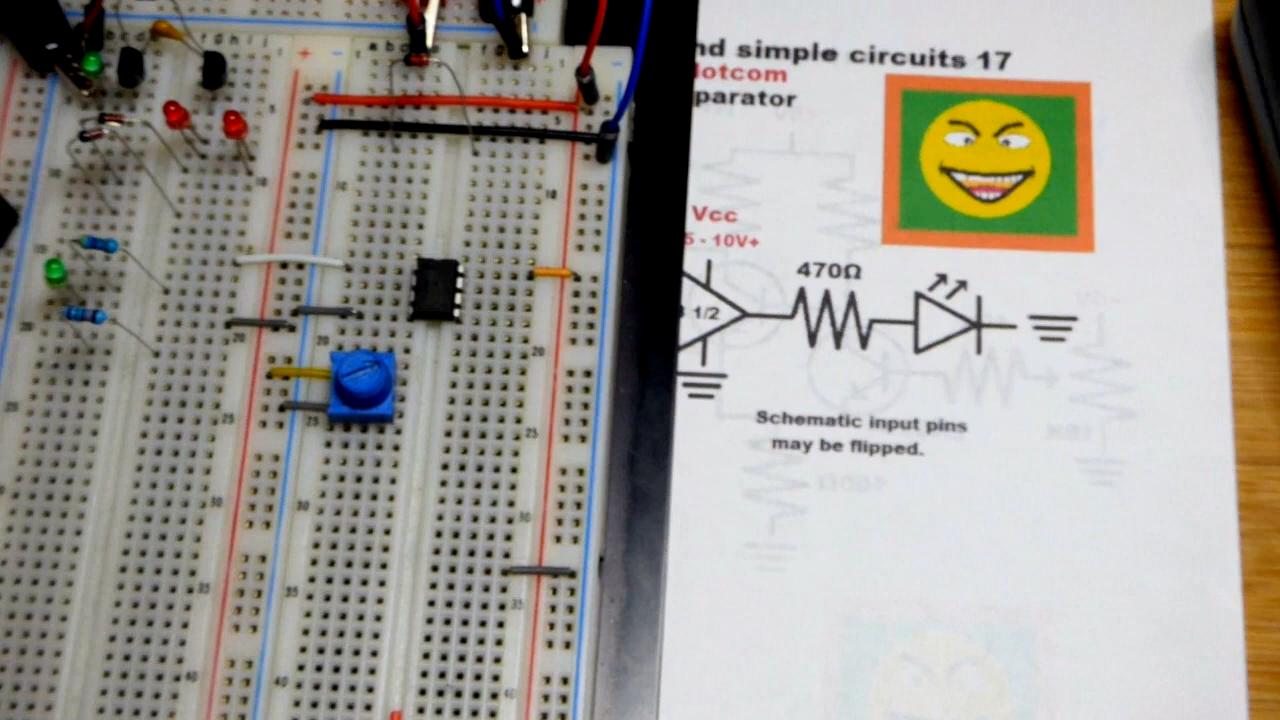 nd simple circuits 17
dotcom
parator
Vcc
5 - 10V+
470Ω
1/2
Schematic input pins
may be flipped.